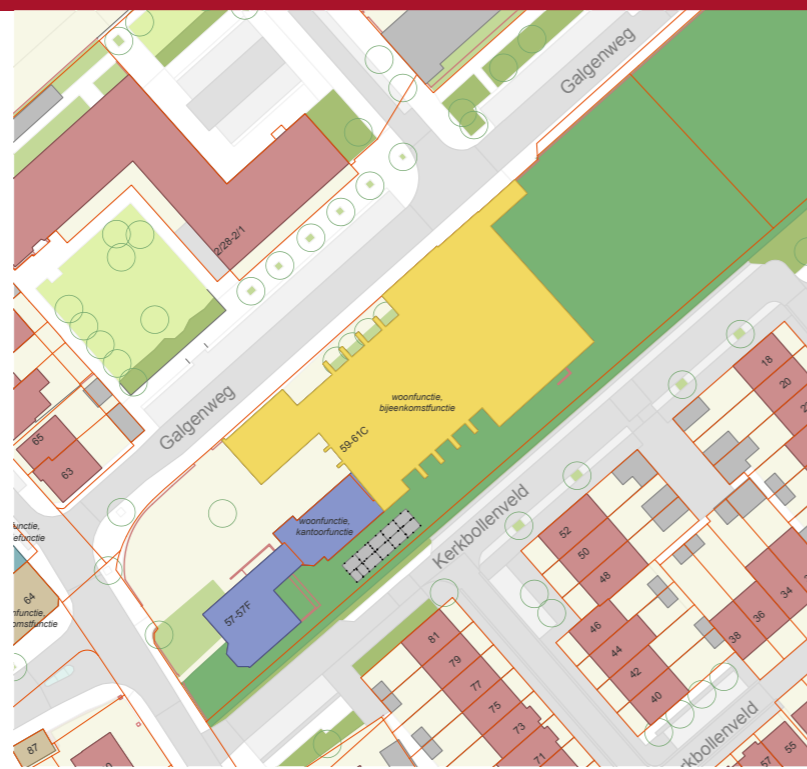 Galgenweg
2/28-2/1
18
20
woonfunctie,
bijeenkomstfunctie
Galgenweg
59-61C
65
63
woonfunctie,
kantoorfunctie
Kerkbollenveld
52
50
48
64
57-57F
46
44
42
40
34
36
38
81
79
77
75
73
71
87
55
57